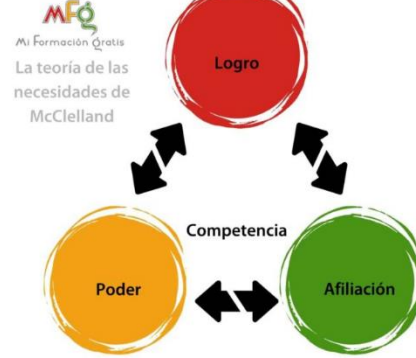 MFG
Mi Formación Gratis
La teoría de las
necesidades de
McClelland
Logro
Competencia
Poder
Afiliación